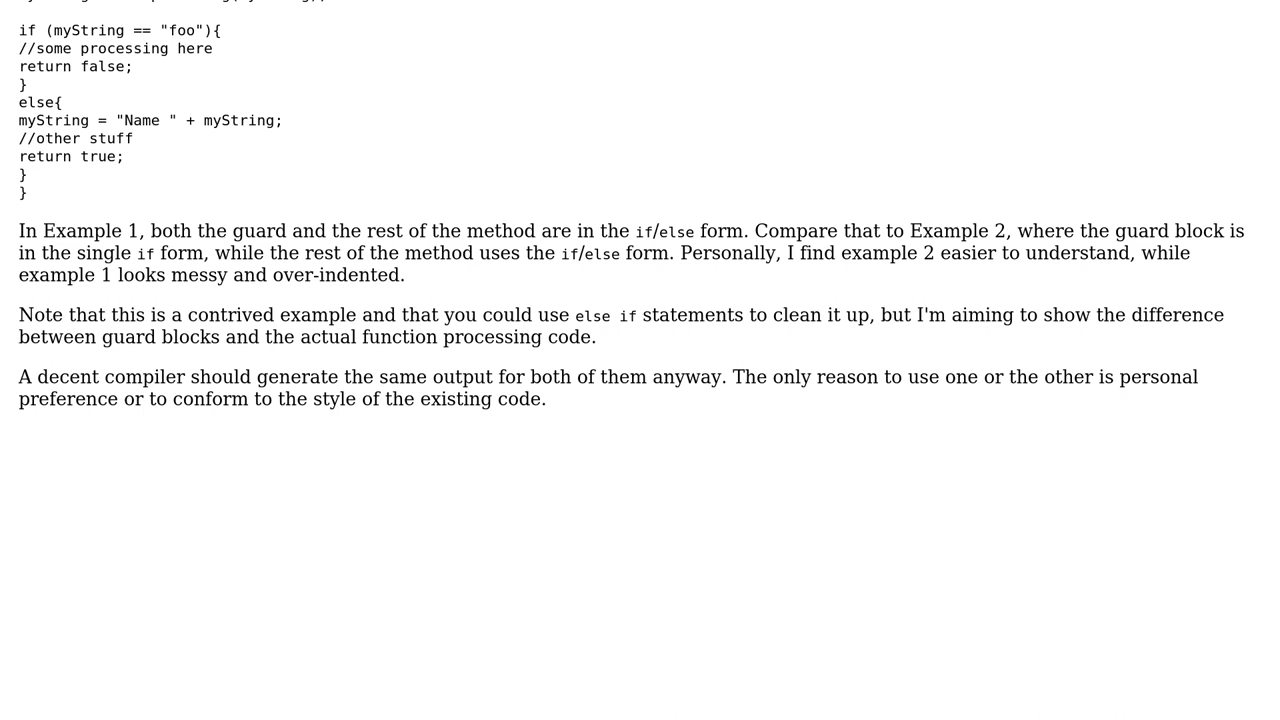 if (myString == "foo"){
//some processing here
return false;
}
else{
myString = "Name " + myString;
//other stuff
return true;
}
}
In Example 1, both the guard and the rest of the method are in the if/else form. Compare that to Example 2, where the guard block is
in the single if form, while the rest of the method uses the if/else form. Personally, I find example 2 easier to understand, while
example 1 looks messy and over-indented.
Note that this is a contrived example and that you could use else if statements to clean it up, but I'm aiming to show the difference
between guard blocks and the actual function processing code.
A decent compiler should generate the same output for both of them anyway. The only reason to use one or the other is personal
preference or to conform to the style of the existing code.